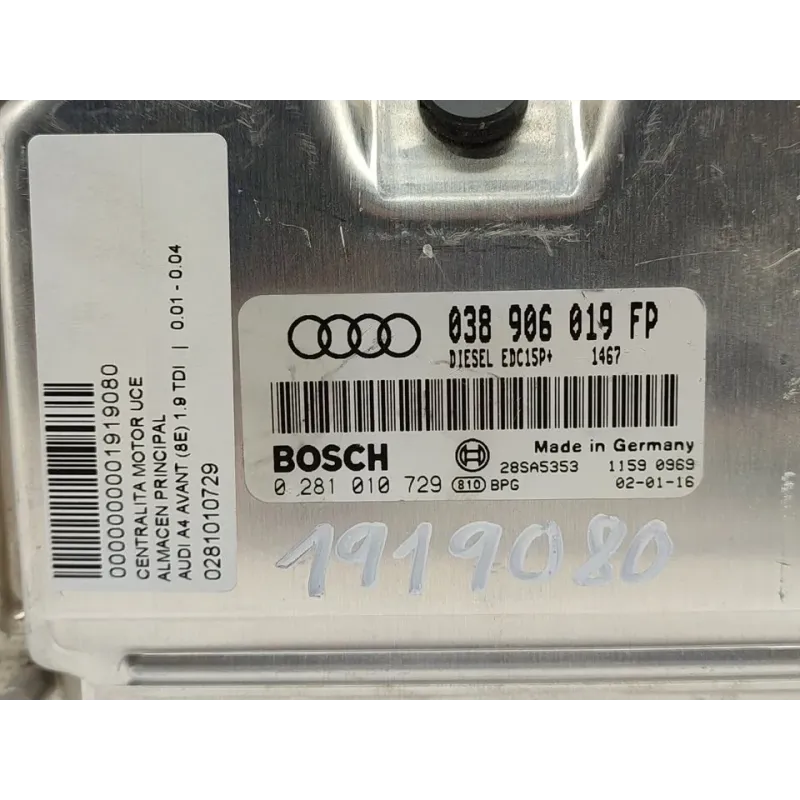 0000000001919080
CENTRALITA MOTOR UCE
ALMACEN PRINCIPAL
AUDI A4 AVANT (8E) 1.9 TDI | 0.01 - 0.04
0281010729
038 906 019 FP
DIESEL EDC15P+ 1467
BOSCH
Made in Germany
28SA5353 1159 0969
0 281 010 729 810 BPG 02-01-16
1919080